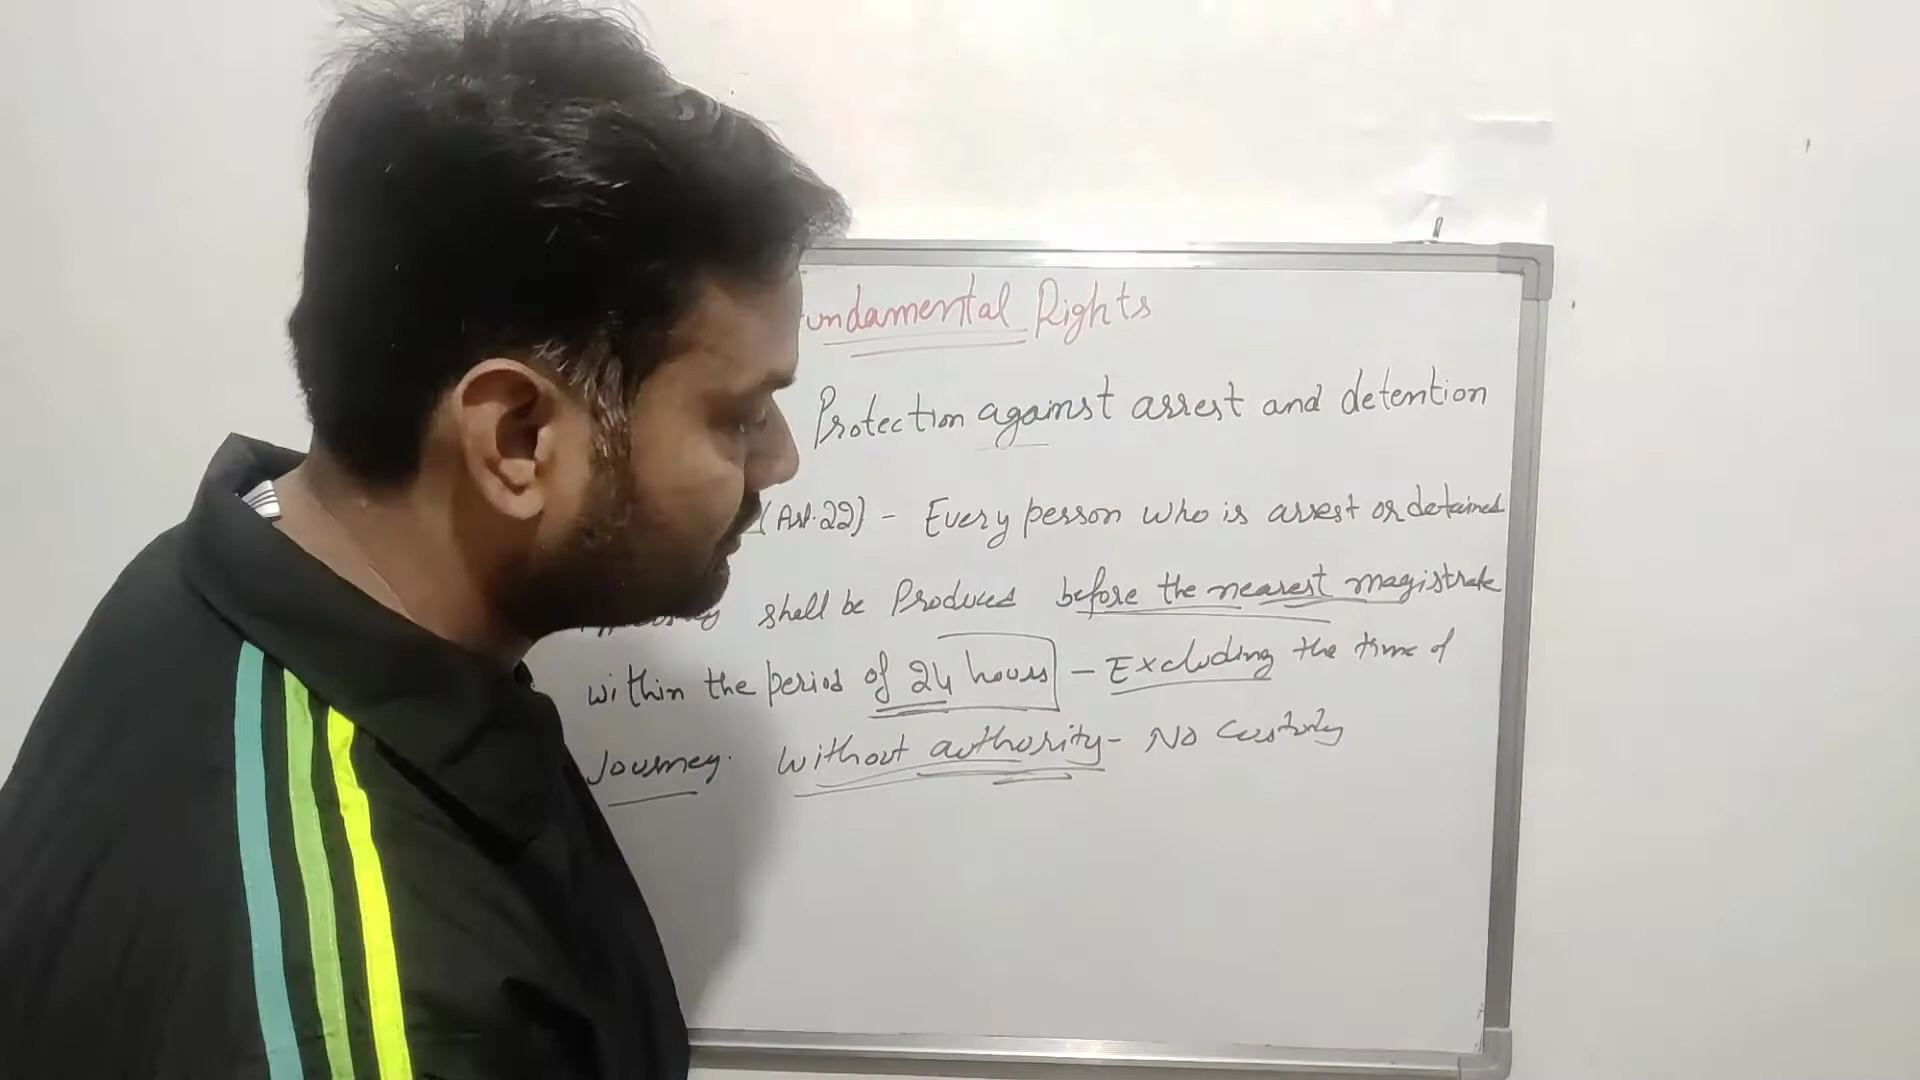 Fundamental Rights
Protection against arrest and detention
(Art.22) - Every person who is arrest or detained
shall be Produced before the nearest magistrate
within the period of 24 hours - Excluding the time of
Journey. Without authority - No Custody